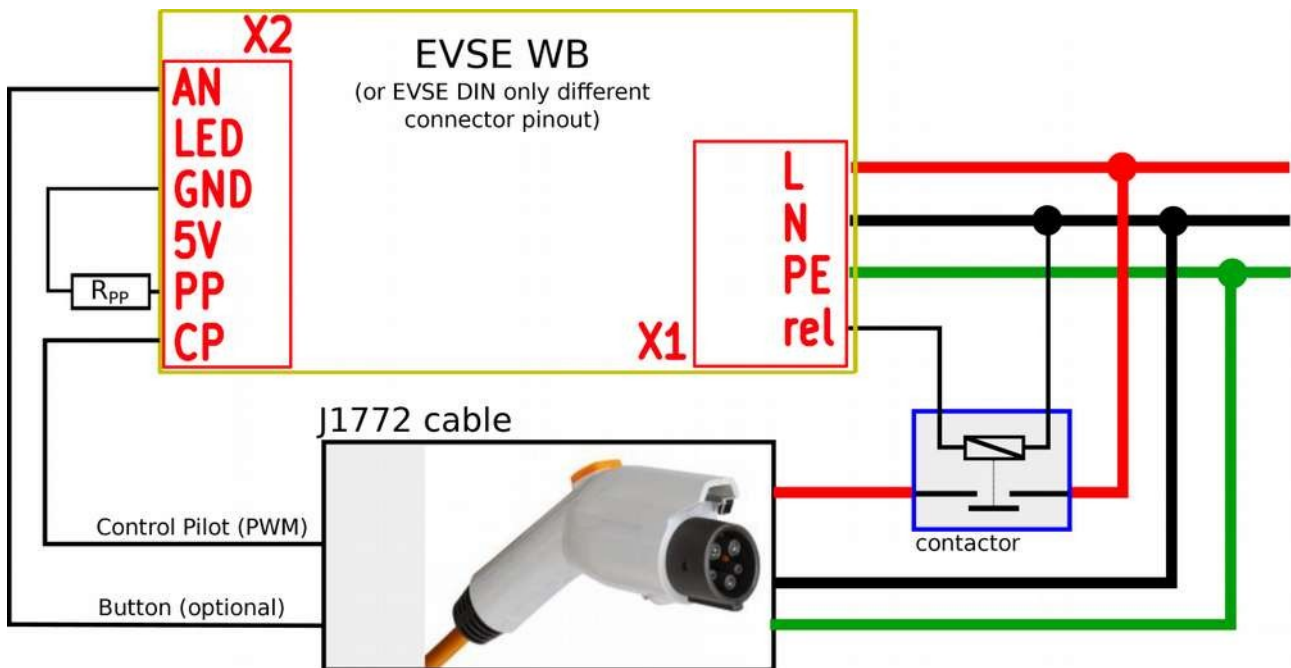 X2
EVSE WB
(or EVSE DIN only different
connector pinout)
AN
LED
GND
5V
PP
CP
RPP
L
N
PE
rel
X1
J1772 cable
Control Pilot (PWM)
Button (optional)
contactor